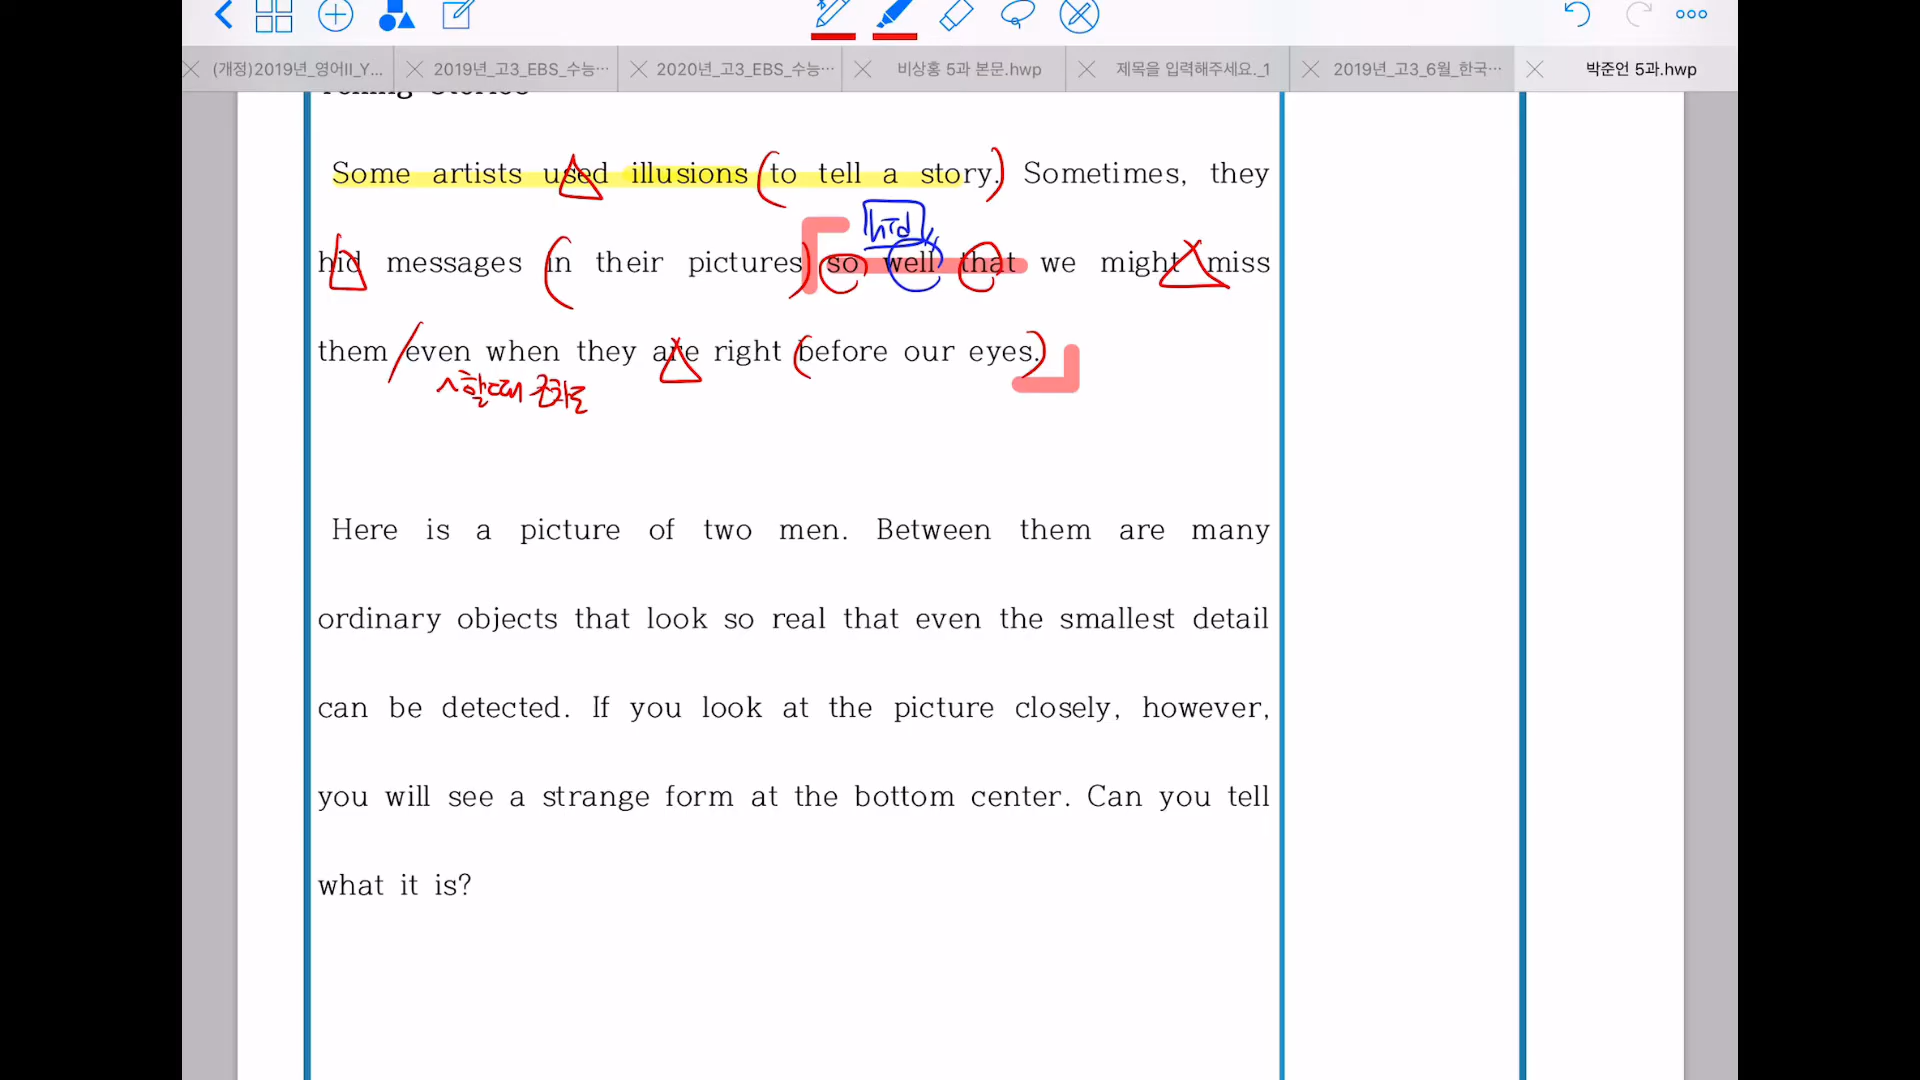 (개정)2019년_영어II_Y...
2019년_고3_EBS_수능...
2020년_고3_EBS_수능...
비상홍 5과 본문.hwp
제목을 입력해주세요._1
2019년_고3_6월_한국...
박준언 5과.hwp
Telling Stories
Some artists used illusions (to tell a story). Sometimes, they
hid
hid messages (in their pictures) so well that we might miss
them / even when they are right (before our eyes.)
~할때 조차도
Here is a picture of two men. Between them are many
ordinary objects that look so real that even the smallest detail
can be detected. If you look at the picture closely, however,
you will see a strange form at the bottom center. Can you tell
what it is?